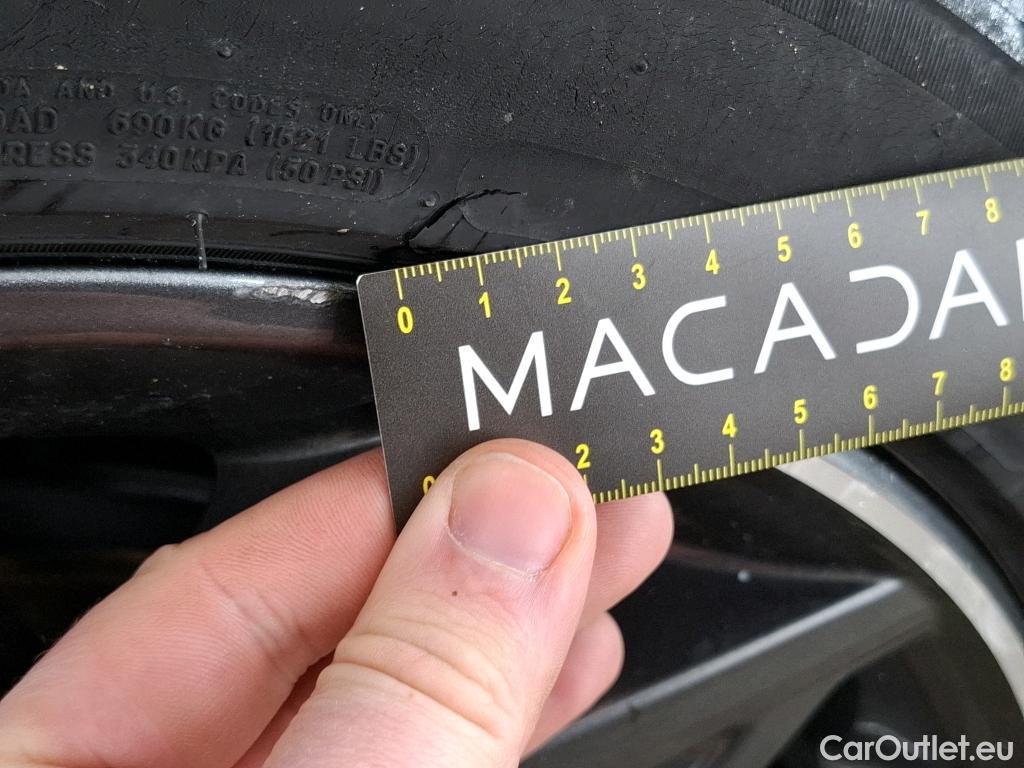 DA AND U.S. CODES ONLY
OAD 690KG (1521 LBS)
PRESS 340KPA (50 PSI)
0 1 2 3 4 5 6 7 8
MACADA
0 2 3 4 5 6 7 8
CarOutlet.eu